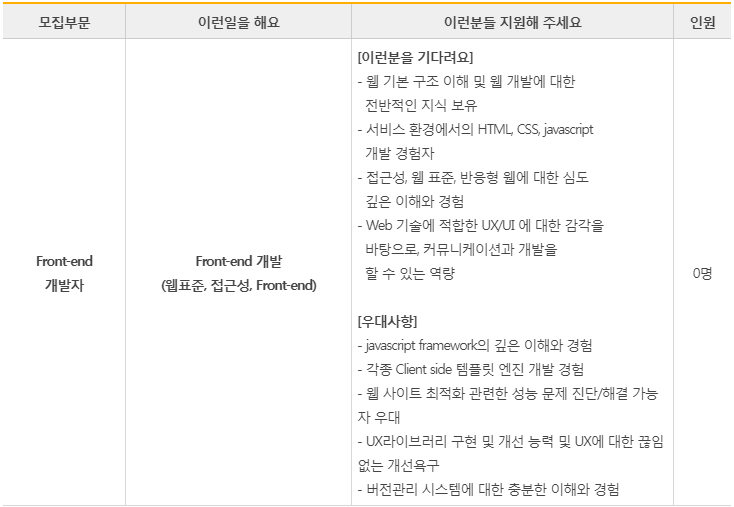 모집부문
이런일을 해요
이런분들 지원해 주세요
인원
Front-end
개발자
Front-end 개발
(웹표준, 접근성, Front-end)
[이런분을 기다려요]
- 웹 기본 구조 이해 및 웹 개발에 대한
전반적인 지식 보유
- 서비스 환경에서의 HTML, CSS, javascript
개발 경험자
- 접근성, 웹 표준, 반응형 웹에 대한 심도
깊은 이해와 경험
- Web 기술에 적합한 UX/UI 에 대한 감각을
바탕으로, 커뮤니케이션과 개발을
할 수 있는 역량
[우대사항]
- javascript framework의 깊은 이해와 경험
- 각종 Client side 템플릿 엔진 개발 경험
- 웹 사이트 최적화 관련한 성능 문제 진단/해결 가능
자 우대
- UX라이브러리 구현 및 개선 능력 및 UX에 대한 끊임
없는 개선욕구
- 버전관리 시스템에 대한 충분한 이해와 경험
0명